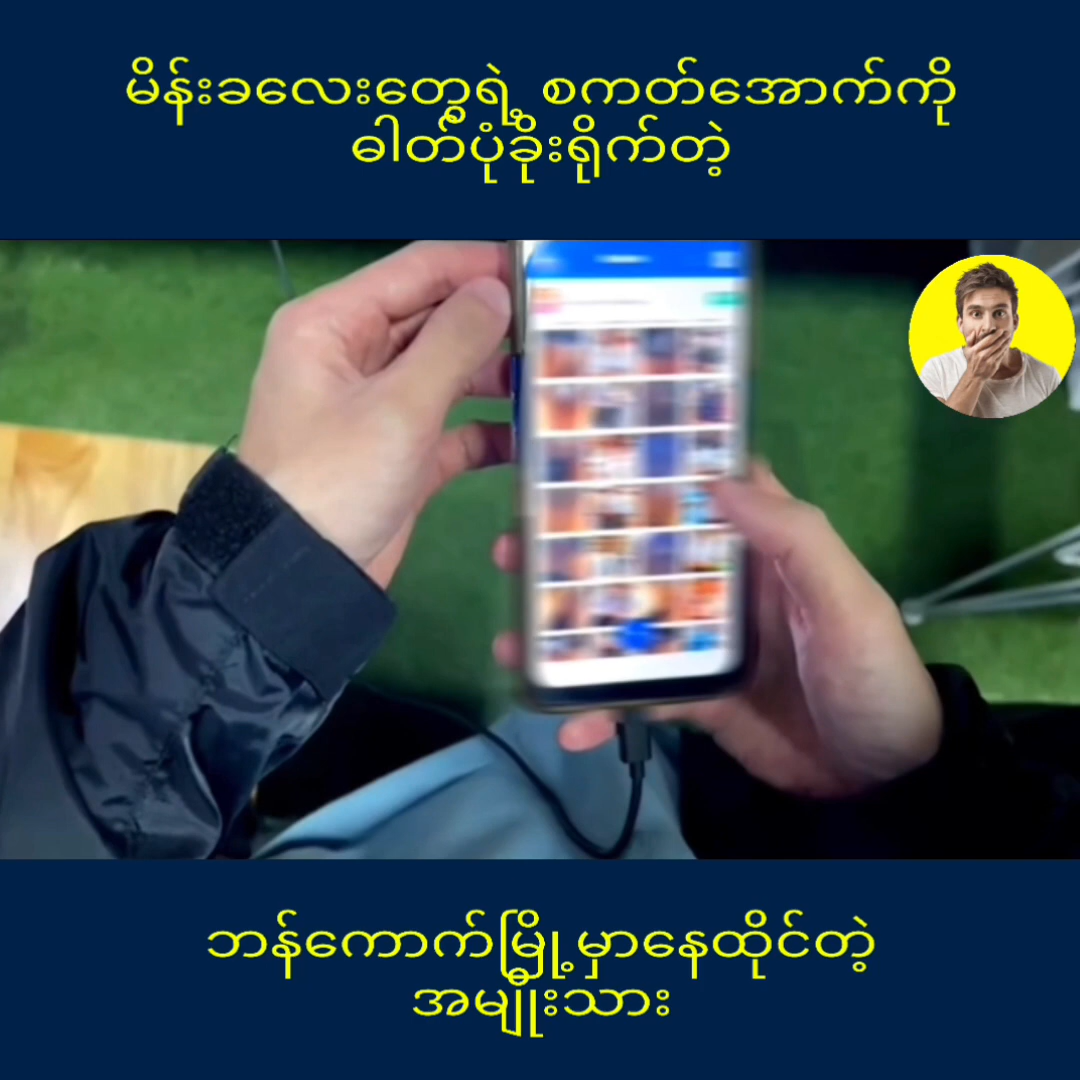 မိန်းခလေးတွေရဲ့ စကတ်အောက်ကို
ဓါတ်ပုံခိုးရိုက်တဲ့
ဘန်ကောက်မြို့မှာနေထိုင်တဲ့
အမျိုးသား